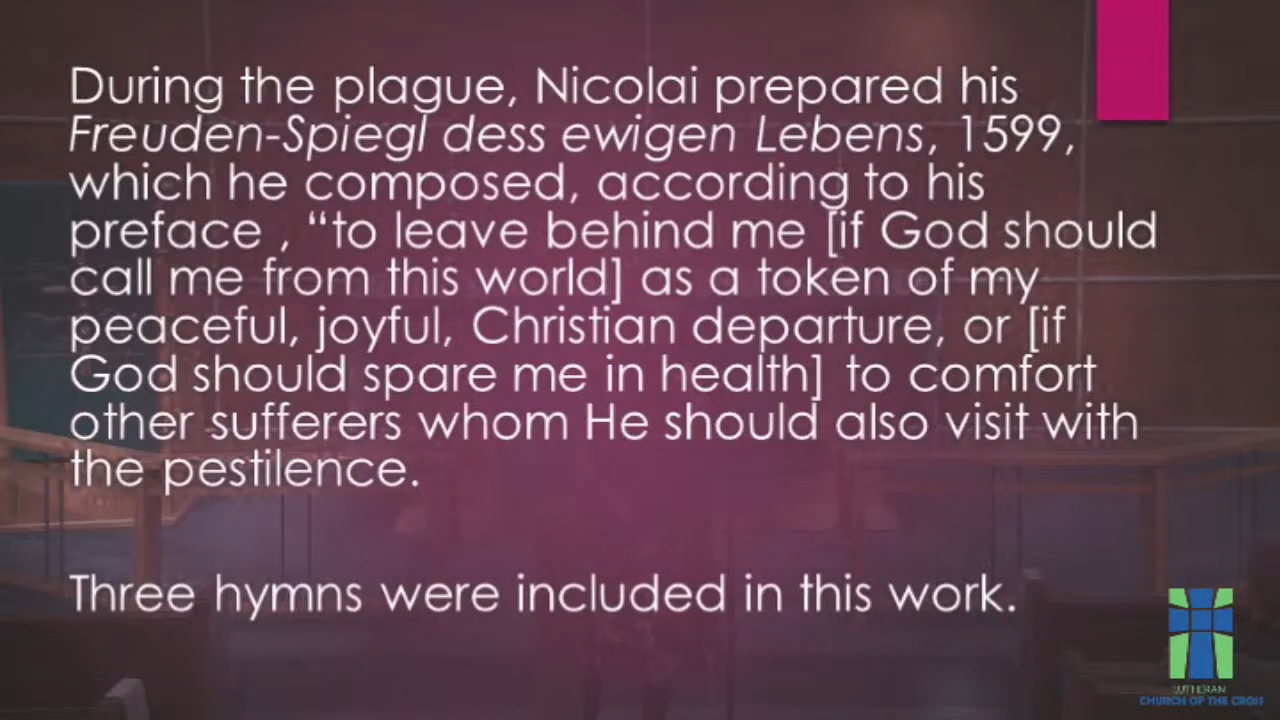 During the plague, Nicolai prepared his
Freuden-Spiegl dess ewigen Lebens, 1599,
which he composed, according to his
preface , “to leave behind me [if God should
call me from this world] as a token of my
peaceful, joyful, Christian departure, or [if
God should spare me in health] to comfort
other sufferers whom He should also visit with
the pestilence.
Three hymns were included in this work.
LUTHERAN
CHURCH OF THE CROSS